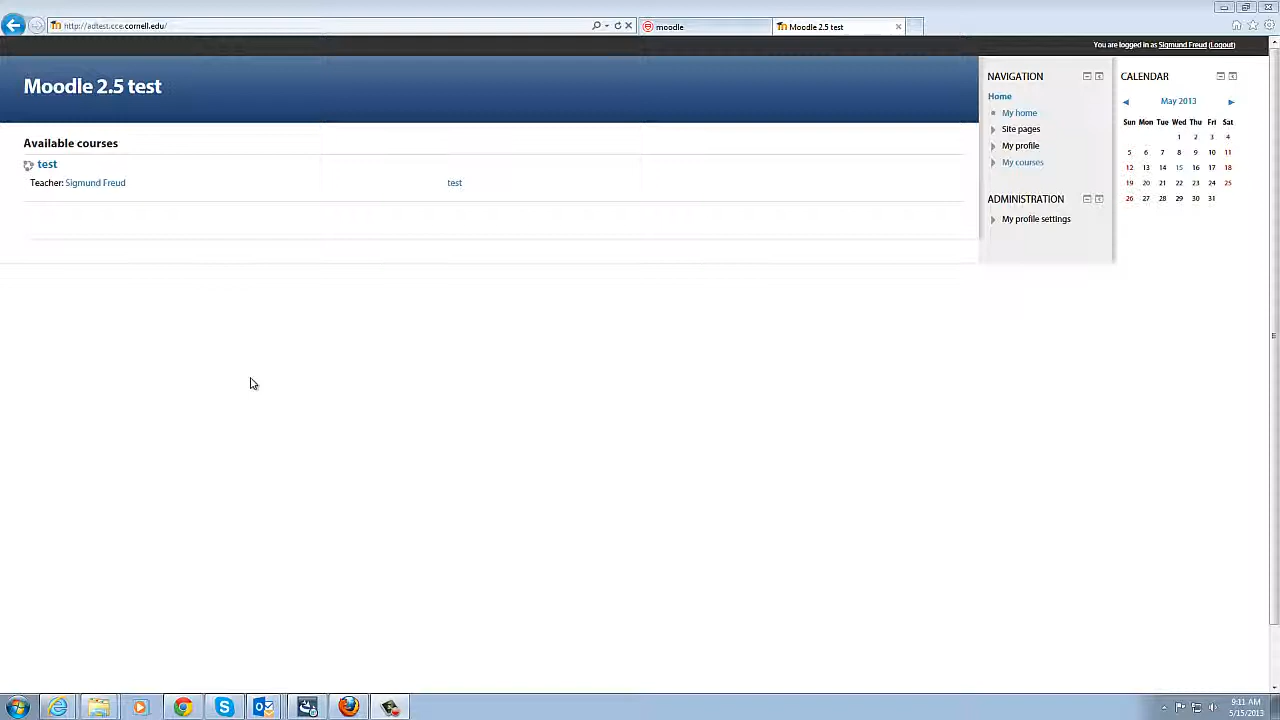 http://adtest.cce.cornell.edu/
moodle
Moodle 2.5 test
You are logged in as Sigmund Freud (Logout)
Moodle 2.5 test
Available courses
test
Teacher: Sigmund Freud
test
NAVIGATION
Home
My home
Site pages
My profile
My courses
ADMINISTRATION
My profile settings
CALENDAR
May 2013
Sun Mon Tue Wed Thu Fri Sat
1 2 3 4
5 6 7 8 9 10 11
12 13 14 15 16 17 18
19 20 21 22 23 24 25
26 27 28 29 30 31
9:11 AM
5/15/2013